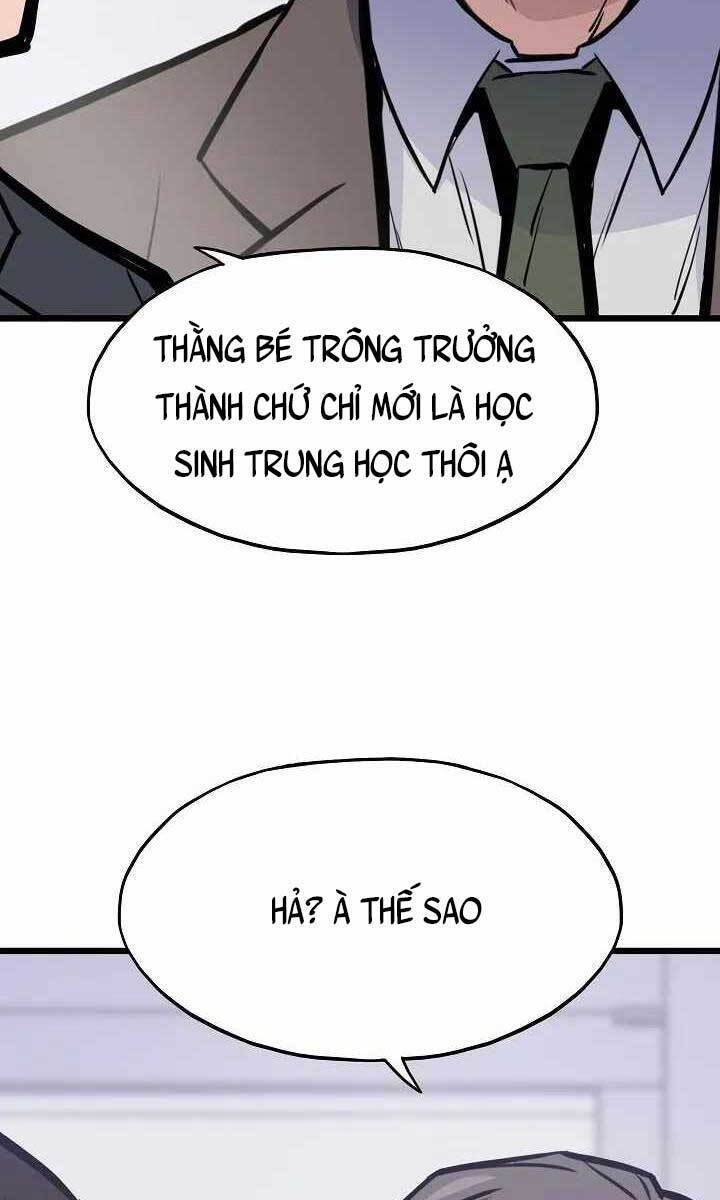 THẰNG BÉ TRÔNG TRƯỞNG
THÀNH CHỨ CHỈ MỚI LÀ HỌC
SINH TRUNG HỌC THÔI Ạ
HẢ? À THẾ SAO